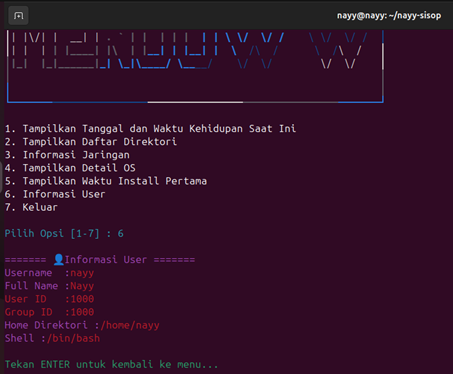 nayy@nayy: ~/nayy-sisop
1. Tampilkan Tanggal dan Waktu Kehidupan Saat Ini
2. Tampilkan Daftar Direktori
3. Informasi Jaringan
4. Tampilkan Detail OS
5. Tampilkan Waktu Install Pertama
6. Informasi User
7. Keluar
Pilih Opsi [1-7] : 6
======= 👤Informasi User =======
Username  :nayy
Full Name :Nayy
User ID   :1000
Group ID  :1000
Home Direktori :/home/nayy
Shell :/bin/bash
Tekan ENTER untuk kembali ke menu...